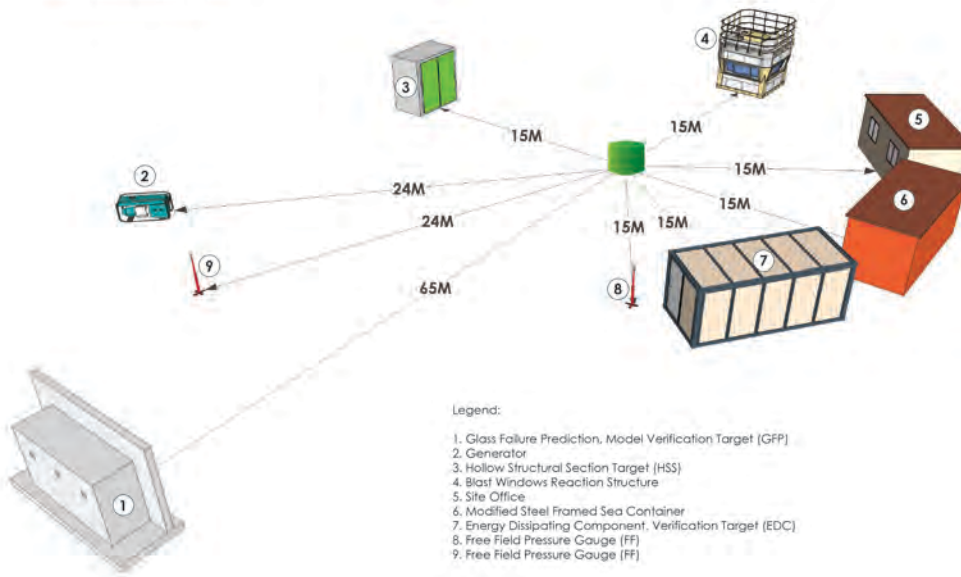 4
3
5
15M
15M
2
15M
6
24M
15M
24M
15M
15M
7
9
8
65M
1
Legend:
1. Glass Failure Prediction, Model Verification Target (GFP)
2. Generator
3. Hollow Structural Section Target (HSS)
4. Blast Windows Reaction Structure
5. Site Office
6. Modified Steel Framed Sea Container
7. Energy Dissipating Component, Verification Target (EDC)
8. Free Field Pressure Gauge (FF)
9. Free Field Pressure Gauge (FF)